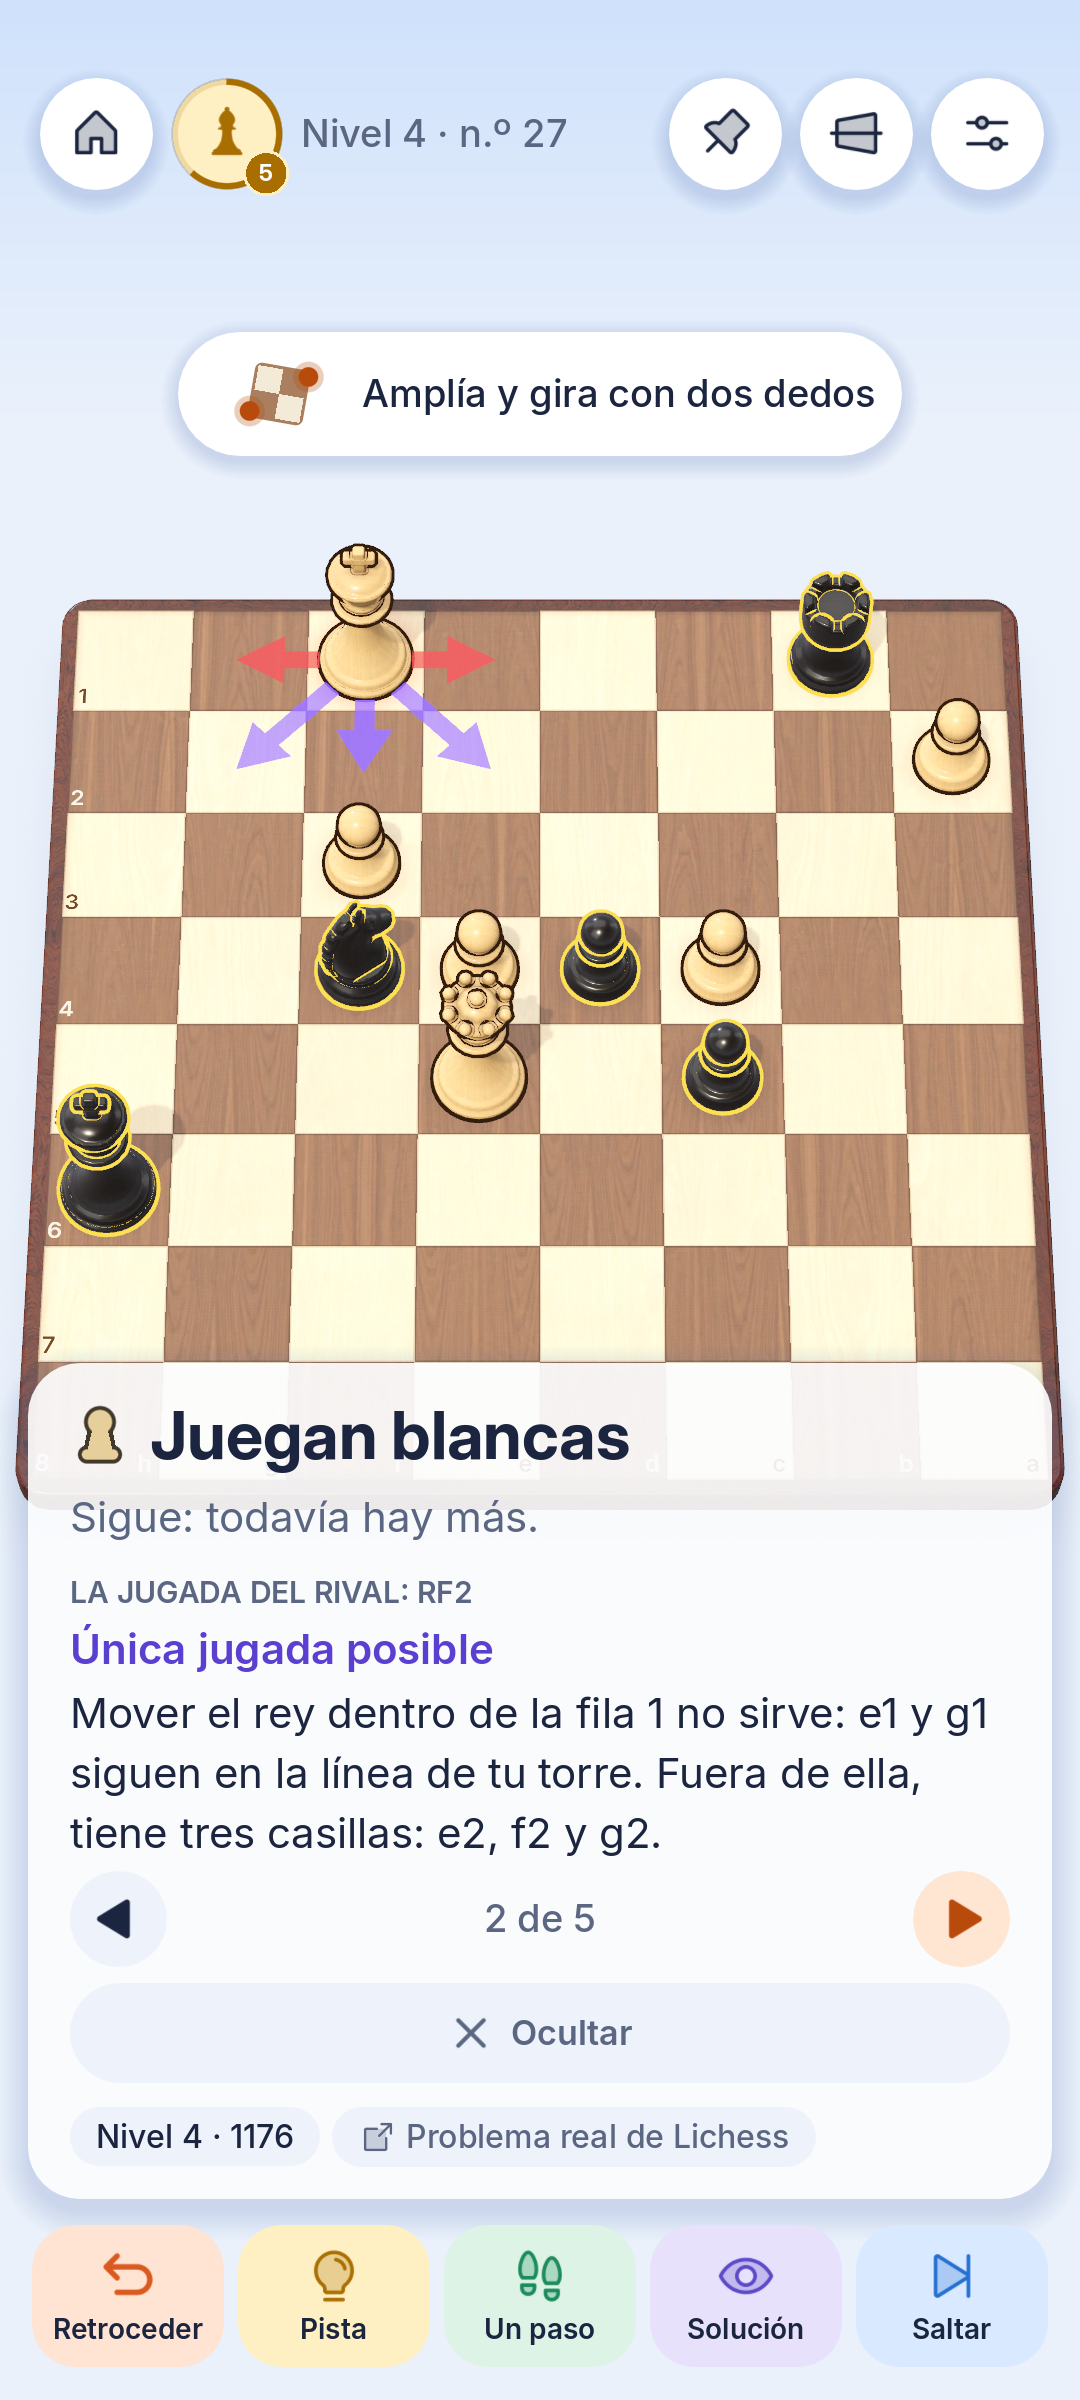 Nivel 4 · n.º 27
5
Amplía y gira con dos dedos
1
2
3
4
6
7
8 h e d c b a
Juegan blancas
Sigue: todavía hay más.
LA JUGADA DEL RIVAL: RF2
Única jugada posible
Mover el rey dentro de la fila 1 no sirve: e1 y g1
siguen en la línea de tu torre. Fuera de ella,
tiene tres casillas: e2, f2 y g2.
2 de 5
Ocultar
Nivel 4 · 1176
Problema real de Lichess
Retroceder
Pista
Un paso
Solución
Saltar